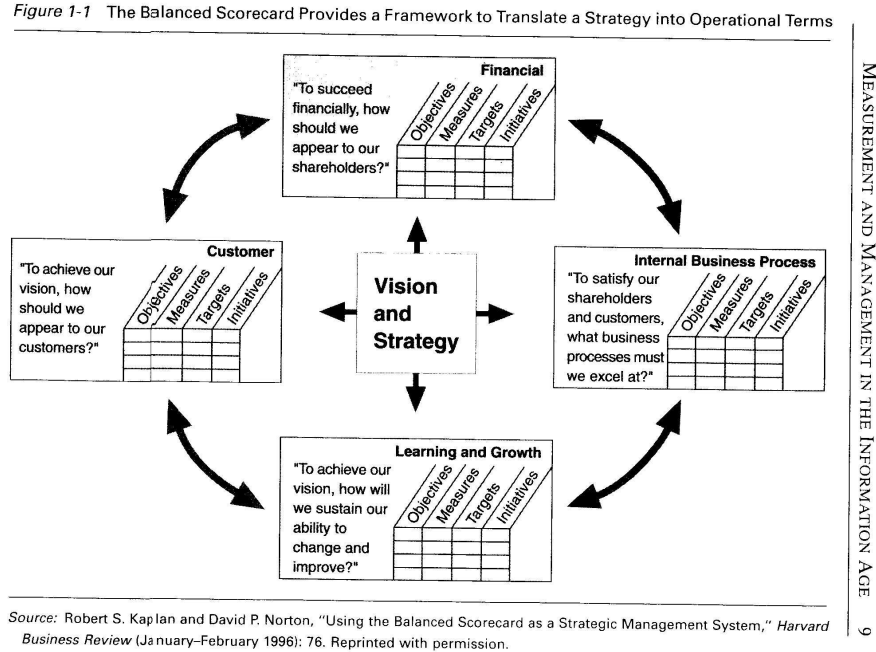 Figure 1-1 The Balanced Scorecard Provides a Framework to Translate a Strategy into Operational Terms
Financial
"To succeed
financially, how
should we
appear to our
shareholders?"
Objectives
Measures
Targets
Initiatives
Customer
"To achieve our
vision, how
should we
appear to our
customers?"
Objectives
Measures
Targets
Initiatives
Vision
and
Strategy
Internal Business Process
"To satisfy our
shareholders
and customers,
what business
processes must
we excel at?"
Objectives
Measures
Targets
Initiatives
Learning and Growth
"To achieve our
vision, how will
we sustain our
ability to
change and
improve?"
Objectives
Measures
Targets
Initiatives
Source: Robert S. Kaplan and David P. Norton, "Using the Balanced Scorecard as a Strategic Management System," Harvard
Business Review (January–February 1996): 76. Reprinted with permission.
MEASUREMENT AND MANAGEMENT IN THE INFORMATION AGE 9